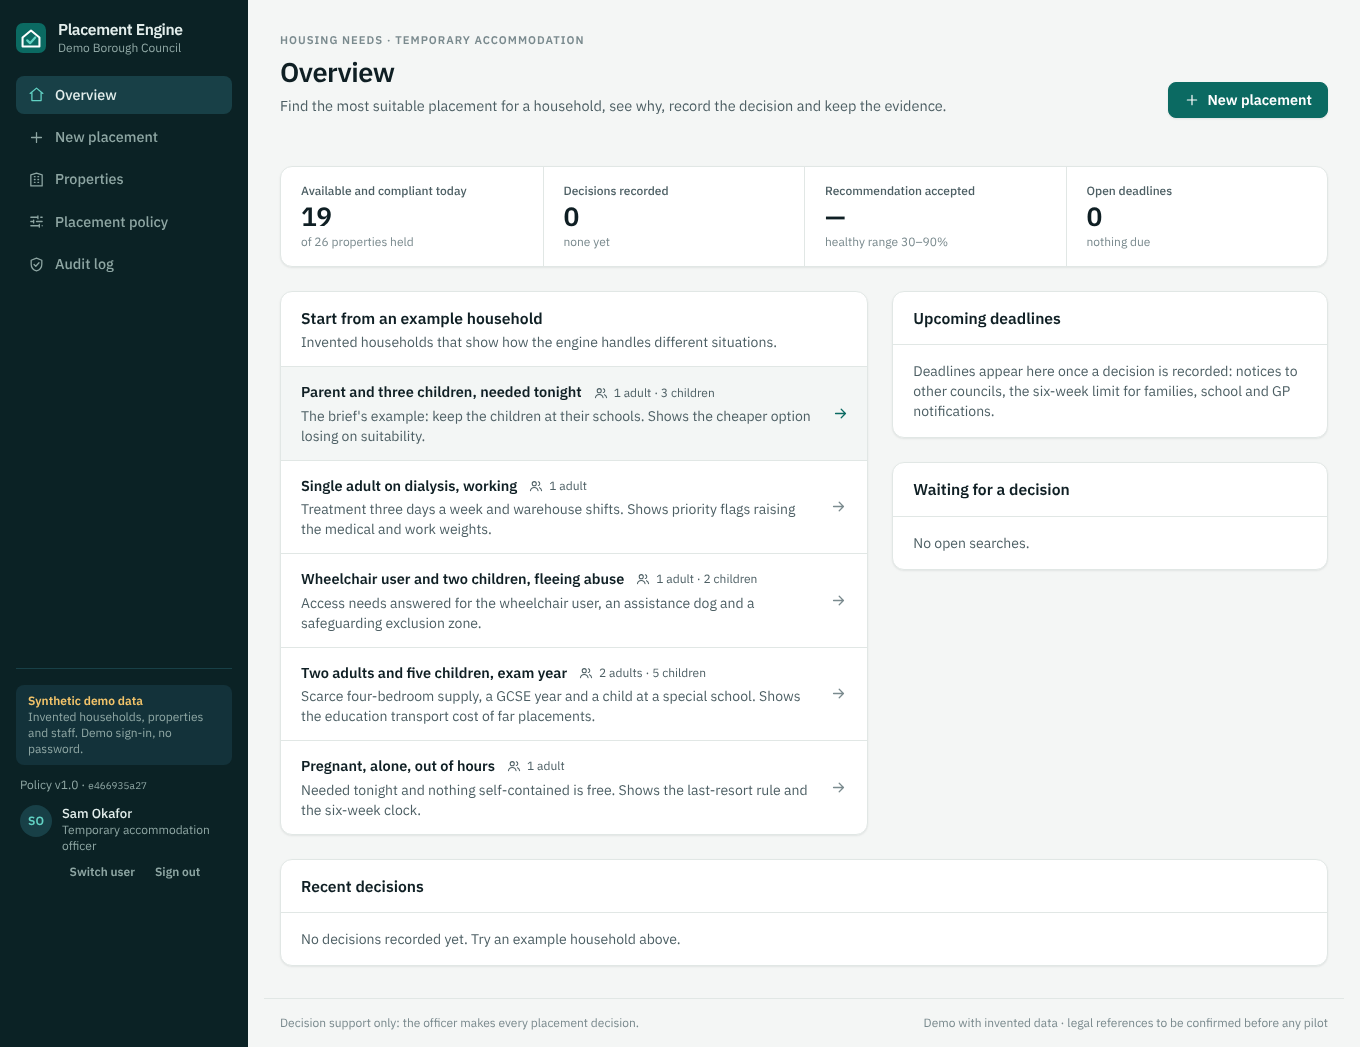 Placement Engine
Demo Borough Council
Overview
New placement
Properties
Placement policy
Audit log
Synthetic demo data
Invented households, properties
and staff. Demo sign-in, no
password.
Policy v1.0 · e466935a27
SO
Sam Okafor
Temporary accommodation
officer
Switch user Sign out
HOUSING NEEDS · TEMPORARY ACCOMMODATION
Overview
Find the most suitable placement for a household, see why, record the decision and keep the evidence.
New placement
Available and compliant today
19
of 26 properties held
Decisions recorded
0
none yet
Recommendation accepted
—
healthy range 30–90%
Open deadlines
0
nothing due
Start from an example household
Invented households that show how the engine handles different situations.
Parent and three children, needed tonight 1 adult · 3 children
The brief's example: keep the children at their schools. Shows the cheaper option
losing on suitability.
Single adult on dialysis, working 1 adult
Treatment three days a week and warehouse shifts. Shows priority flags raising
the medical and work weights.
Wheelchair user and two children, fleeing abuse 1 adult · 2 children
Access needs answered for the wheelchair user, an assistance dog and a
safeguarding exclusion zone.
Two adults and five children, exam year 2 adults · 5 children
Scarce four-bedroom supply, a GCSE year and a child at a special school. Shows
the education transport cost of far placements.
Pregnant, alone, out of hours 1 adult
Needed tonight and nothing self-contained is free. Shows the last-resort rule and
the six-week clock.
Upcoming deadlines
Deadlines appear here once a decision is recorded: notices to
other councils, the six-week limit for families, school and GP
notifications.
Waiting for a decision
No open searches.
Recent decisions
No decisions recorded yet. Try an example household above.
Decision support only: the officer makes every placement decision.
Demo with invented data · legal references to be confirmed before any pilot